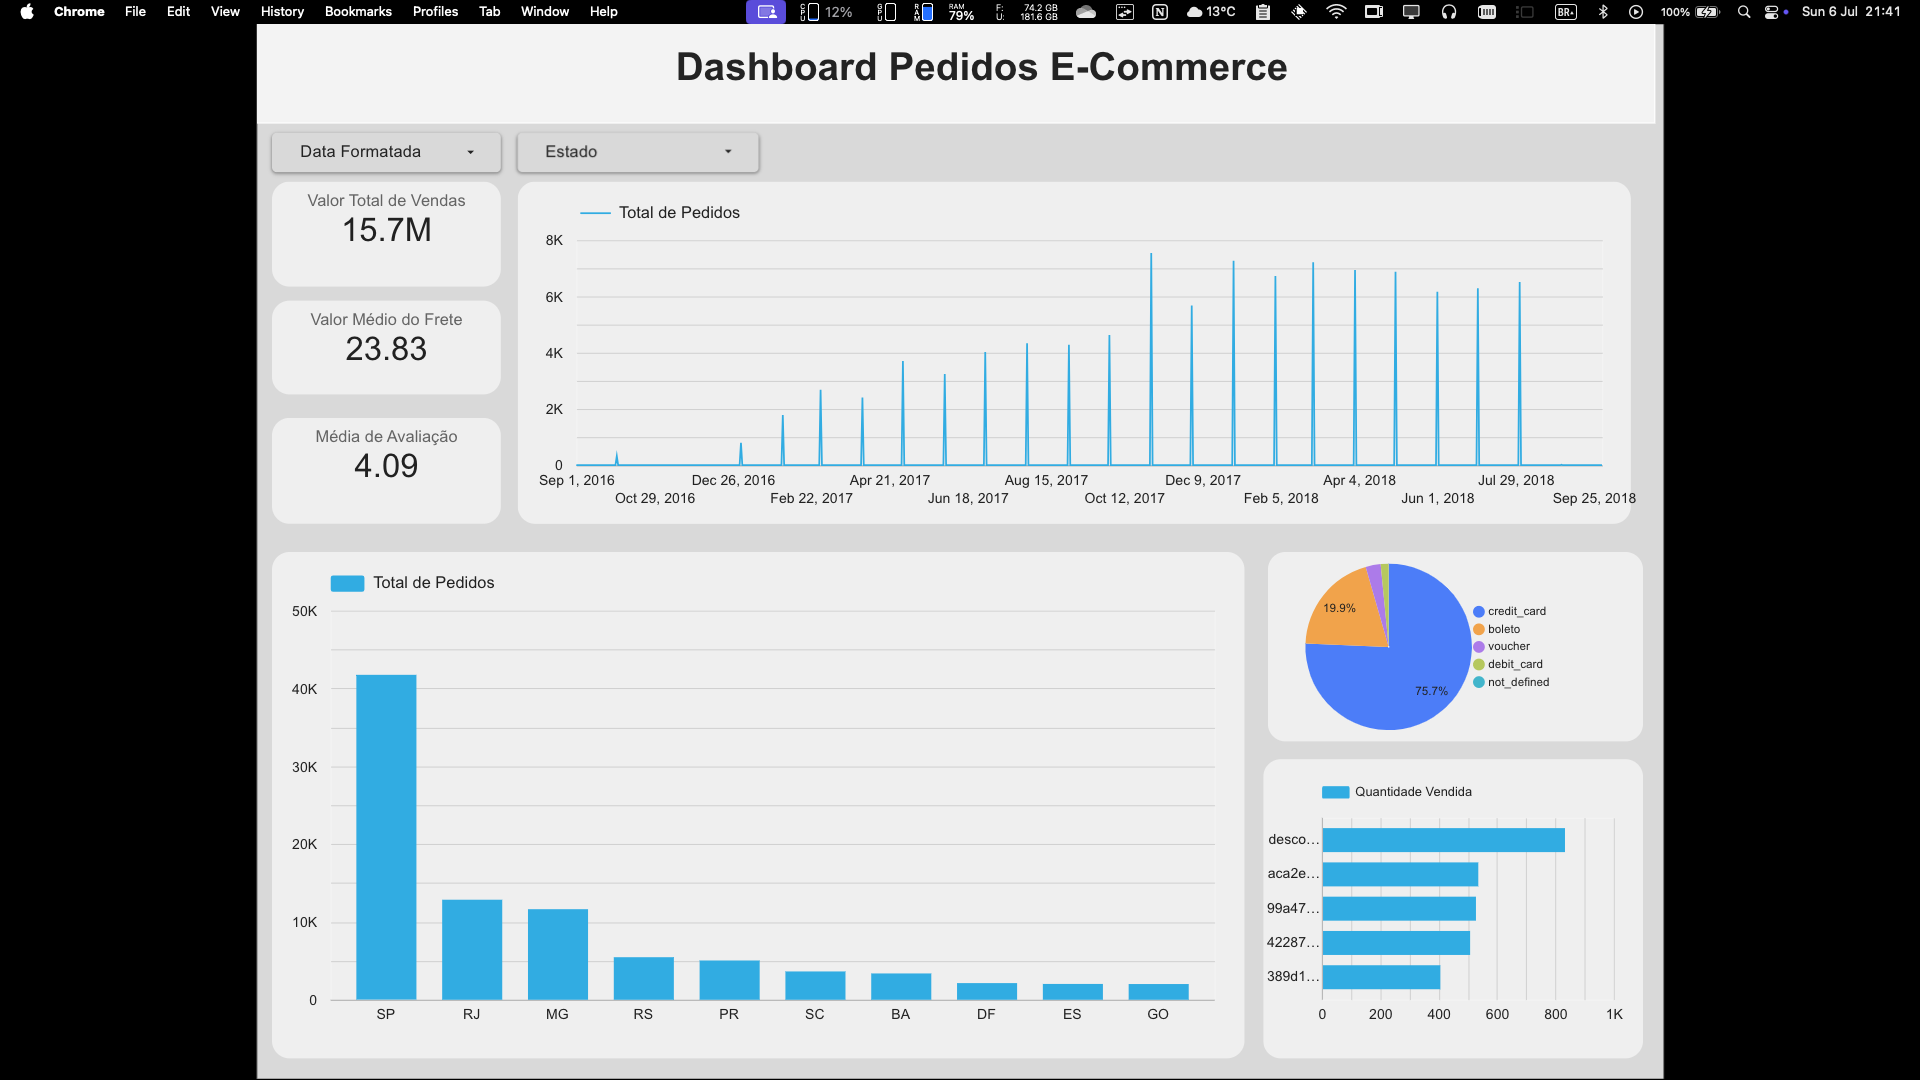 Chrome File Edit View History Bookmarks Profiles Tab Window Help
CPU 12% GPU RAM RAM 79% F: 74.2 GB U: 181.6 GB N 13°C BR 100% Sun 6 Jul 21:41
Dashboard Pedidos E-Commerce
Data Formatada
Estado
Valor Total de Vendas
15.7M
Valor Médio do Frete
23.83
Média de Avaliação
4.09
Total de Pedidos
8K
6K
4K
2K
0
Sep 1, 2016 Dec 26, 2016 Apr 21, 2017 Aug 15, 2017 Dec 9, 2017 Apr 4, 2018 Jul 29, 2018
Oct 29, 2016 Feb 22, 2017 Jun 18, 2017 Oct 12, 2017 Feb 5, 2018 Jun 1, 2018 Sep 25, 2018
Total de Pedidos
50K
40K
30K
20K
10K
0
SP RJ MG RS PR SC BA DF ES GO
19.9%
75.7%
credit_card
boleto
voucher
debit_card
not_defined
Quantidade Vendida
desco...
aca2e...
99a47...
42287...
389d1...
0 200 400 600 800 1K